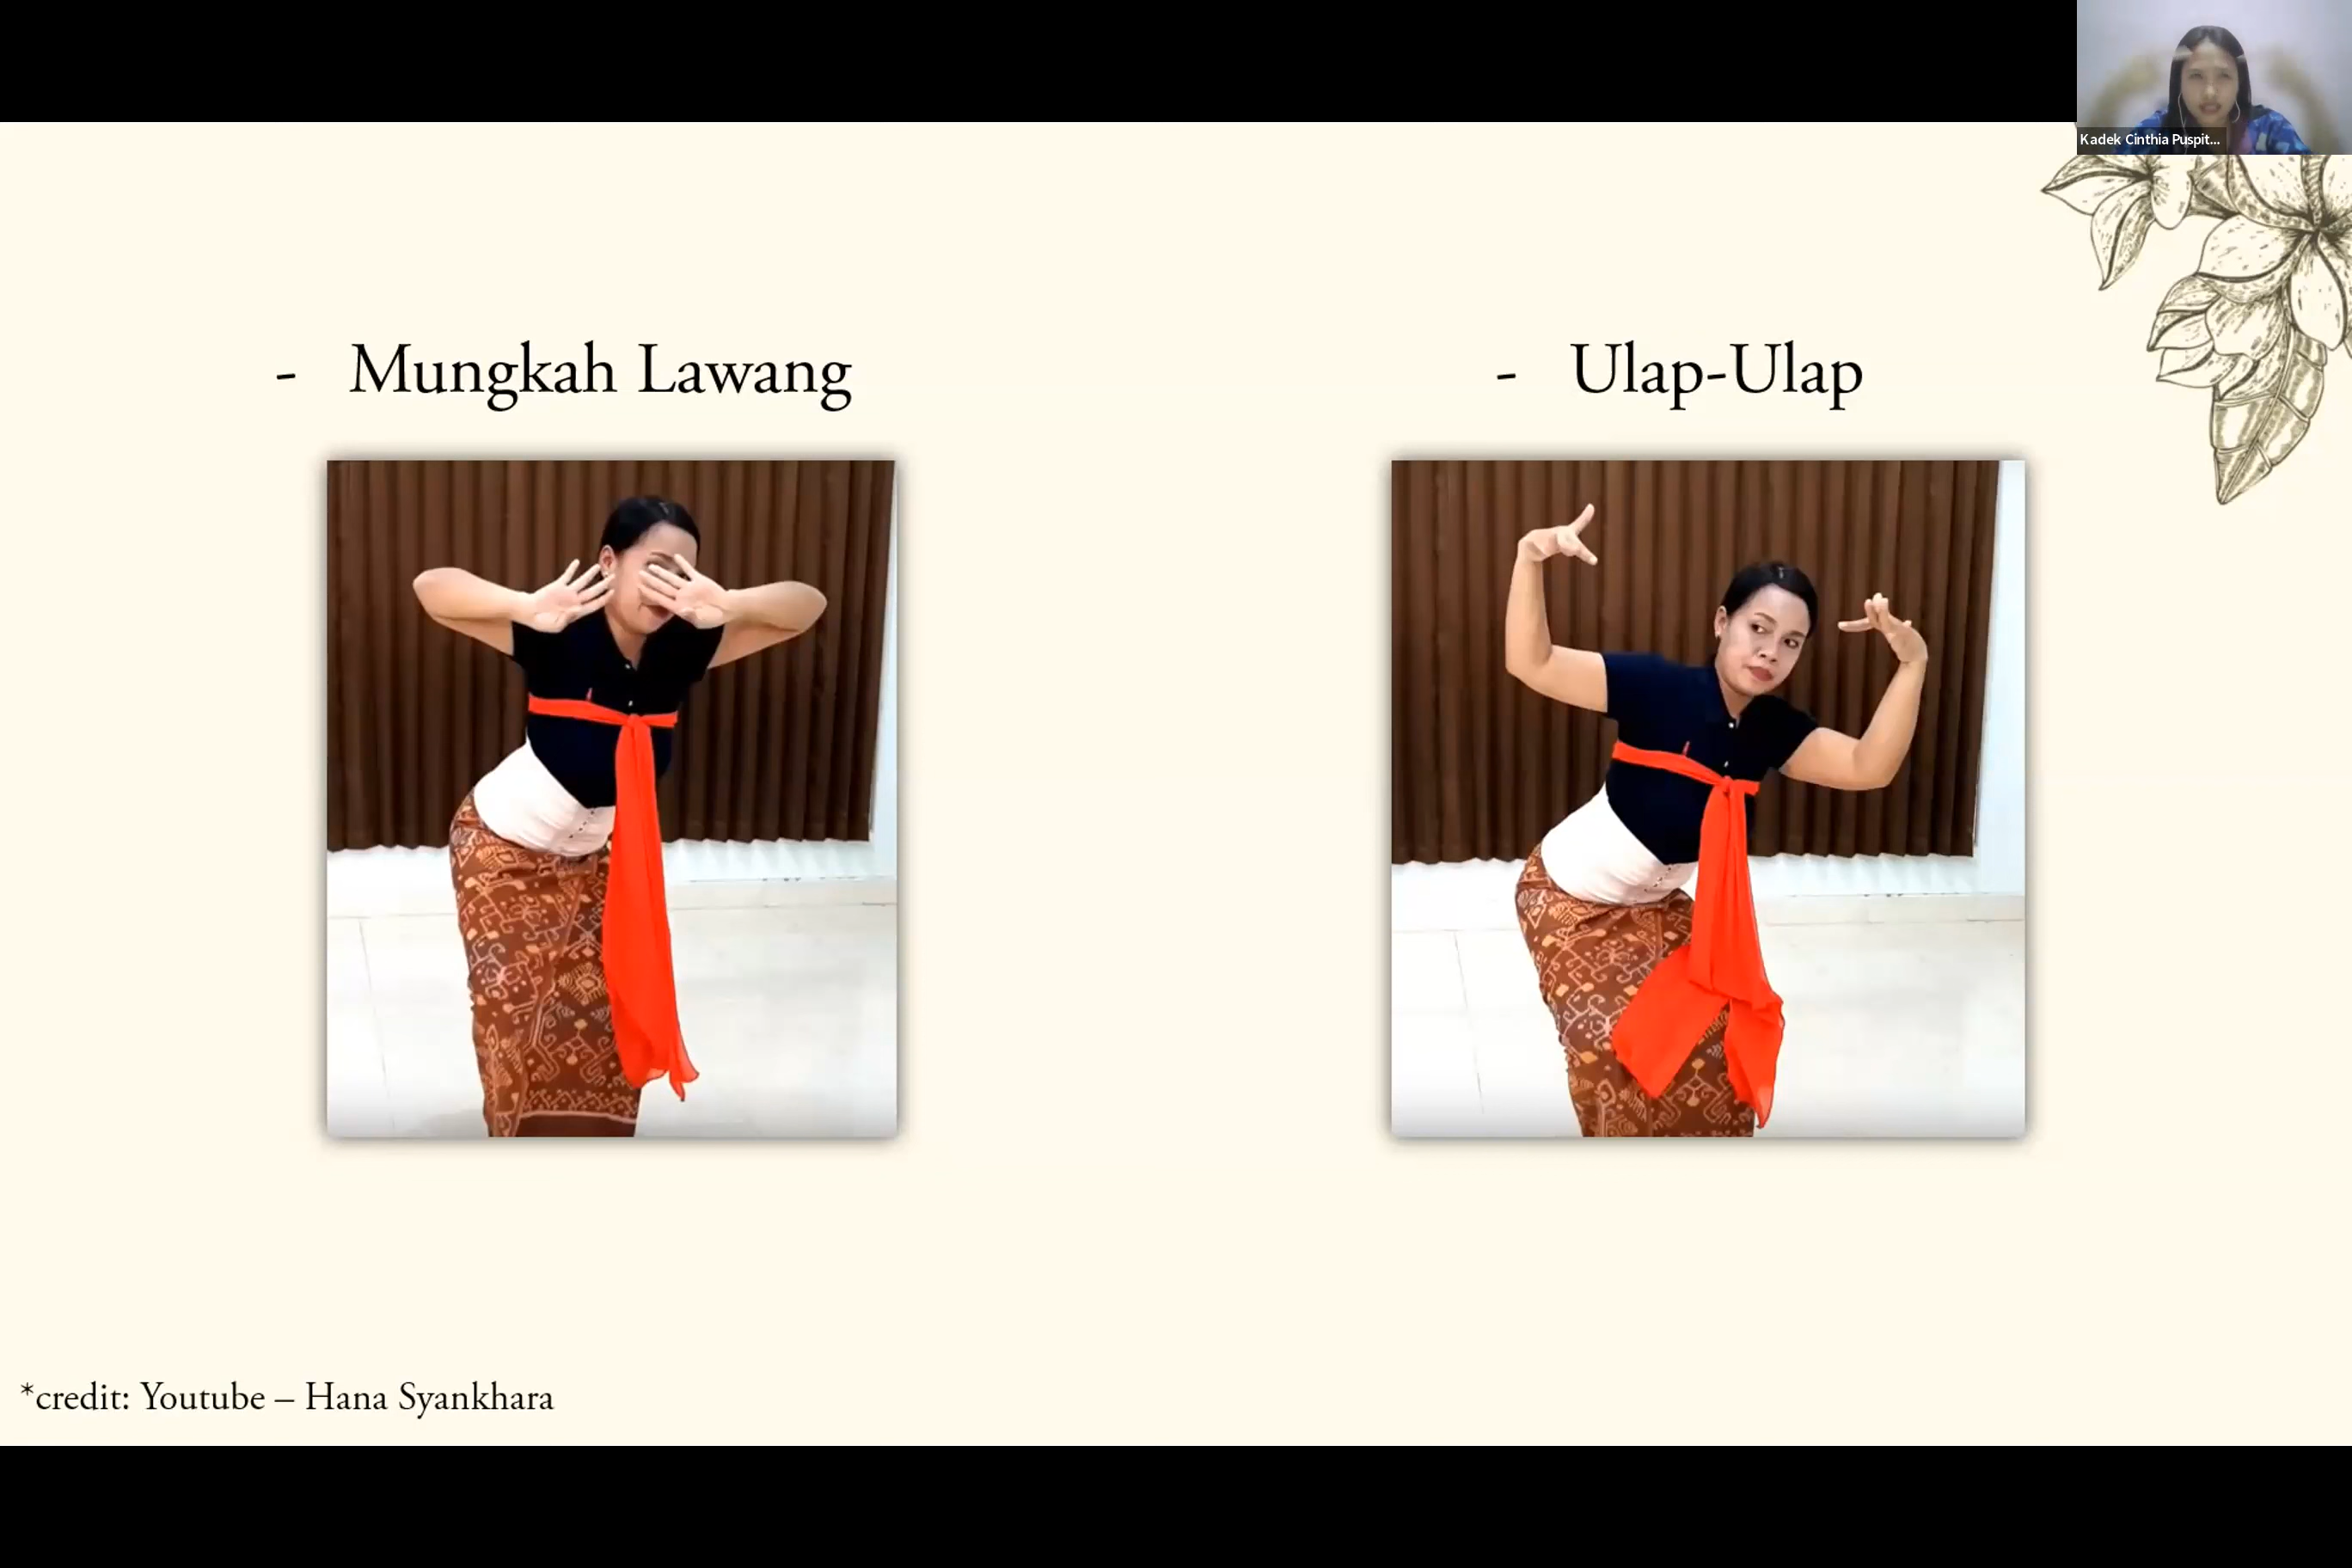 Kadek Cinthia Puspit...
- Mungkah Lawang
- Ulap-Ulap
*credit: Youtube – Hana Syankhara